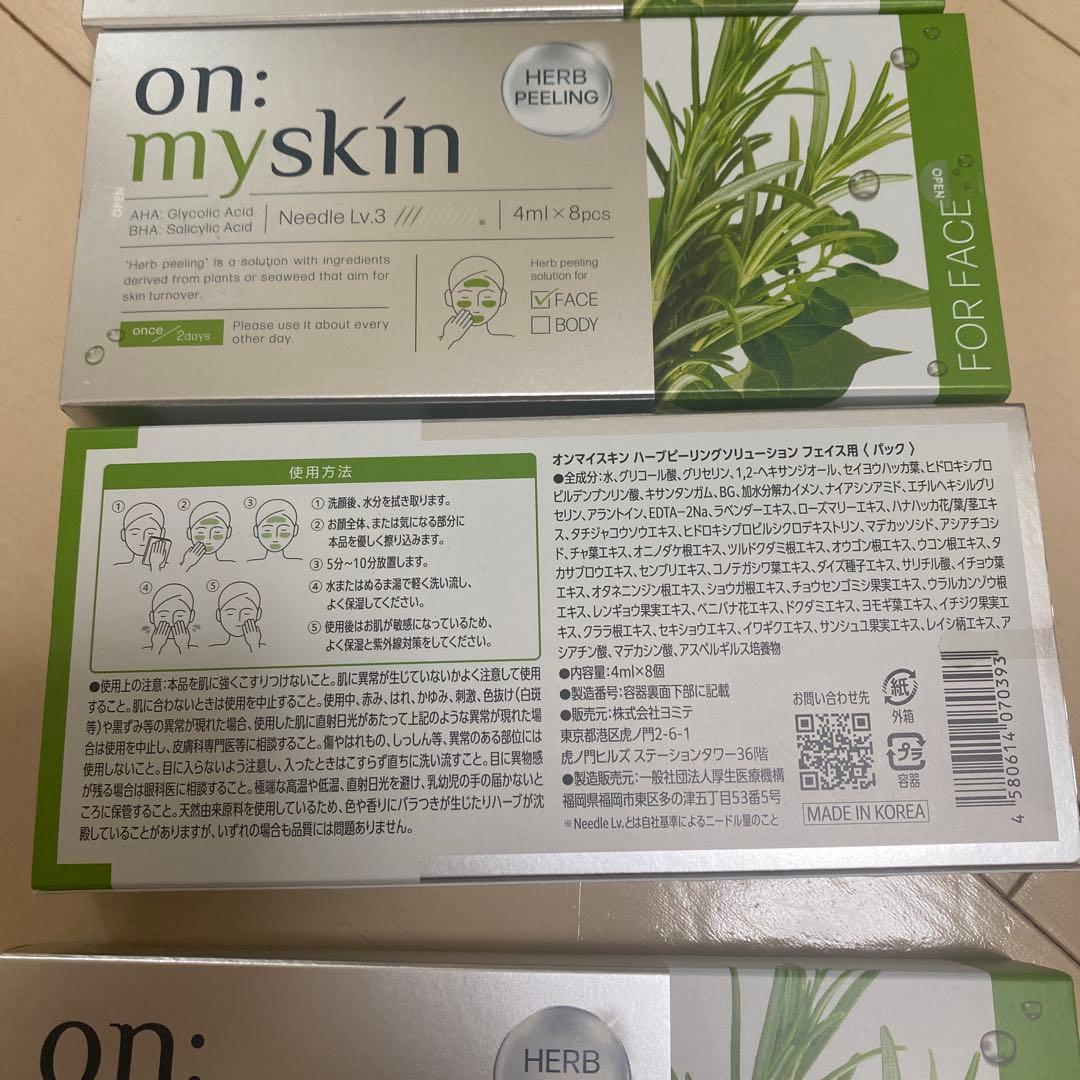 on:
myskin
HERB
PEELING
OPEN
AHA: Glycolic Acid
BHA: Salicylic Acid
Needle Lv.3
4ml×8pcs
"Herb peeling" is a solution with ingredients
derived from plants or seaweed that aim for
skin turnover.
once/2days
Please use it about every
other day.
Herb peeling
solution for
FACE
BODY
OPEN
FOR FACE
使用方法
①
②
③
④
⑤
①洗顔後、水分を拭き取ります。
②お顔全体、または気になる部分に
本品を優しく擦り込みます。
③5分〜10分放置します。
④水またはぬるま湯で軽く洗い流し、
よく保湿してください。
⑤使用後はお肌が敏感になっているため、
よく保湿と紫外線対策をしてください。
●使用上の注意:本品を肌に強くこすりつけないこと。肌に異常が生じていないかよく注意して使用
すること。肌に合わないときは使用を中止すること。使用中、赤み、はれ、かゆみ、刺激、色抜け(白斑
等)や黒ずみ等の異常が現れた場合、使用した肌に直射日光があたって上記のような異常が現れた場
合は使用を中止し、皮膚科専門医等に相談すること。傷やはれもの、しっしん等、異常のある部位には
使用しないこと。目に入らないよう注意し、入ったときはこすらず直ちに洗い流すこと。目に異物感
が残る場合は眼科医に相談すること。極端な高温や低温、直射日光を避け、乳幼児の手の届かないと
ころに保管すること。天然由来原料を使用しているため、色や香りにバラつきが生じたりハーブが沈
殿していることがありますが、いずれの場合も品質には問題ありません。
オンマイスキン ハーブピーリングソリューション フェイス用〈 パック 〉
●全成分:水、グリコール酸、グリセリン、1,2-ヘキサンジオール、セイヨウハッカ葉、ヒドロキシプロ
ピルデンプンリン酸、キサンタンガム、BG、加水分解カイメン、ナイアシンアミド、エチルヘキシルグリ
セリン、アラントイン、EDTA-2Na、ラベンダーエキス、ローズマリーエキス、ハナハッカ花/葉/茎エキ
ス、タチジャコウソウエキス、ヒドロキシプロピルシクロデキストリン、マデカッソシド、アシアチコシ
ド、チャ葉エキス、オニノダケ根エキス、ツルドクダミ根エキス、オウゴン根エキス、ウコン根エキス、タ
カサブロウエキス、センブリエキス、コノテガシワ葉エキス、ダイズ種子エキス、サリチル酸、イチョウ葉
エキス、オタネニンジン根エキス、ショウガ根エキス、チョウセンゴミシ果実エキス、ウラルカンゾウ根
エキス、レンギョウ果実エキス、ベニバナ花エキス、ドクダミエキス、ヨモギ葉エキス、イチジク果実エ
キス、クララ根エキス、セキショウエキス、イワギクエキス、サンシュユ果実エキス、レイシ柄エキス、ア
シアチン酸、マデカシン酸、アスペルギルス培養物
●内容量:4ml×8個
●製造番号:容器裏面下部に記載
●販売元:株式会社ヨミテ
東京都港区虎ノ門2-6-1
虎ノ門ヒルズ ステーションタワー36階
●製造販売元:一般社団法人厚生医療機構
福岡県福岡市東区多の津五丁目53番5号
※Needle Lv.とは自社基準によるニードル量のこと
お問い合わせ先
紙
外箱
プラ
容器
MADE IN KOREA
4 580614 070393
on:
HERB